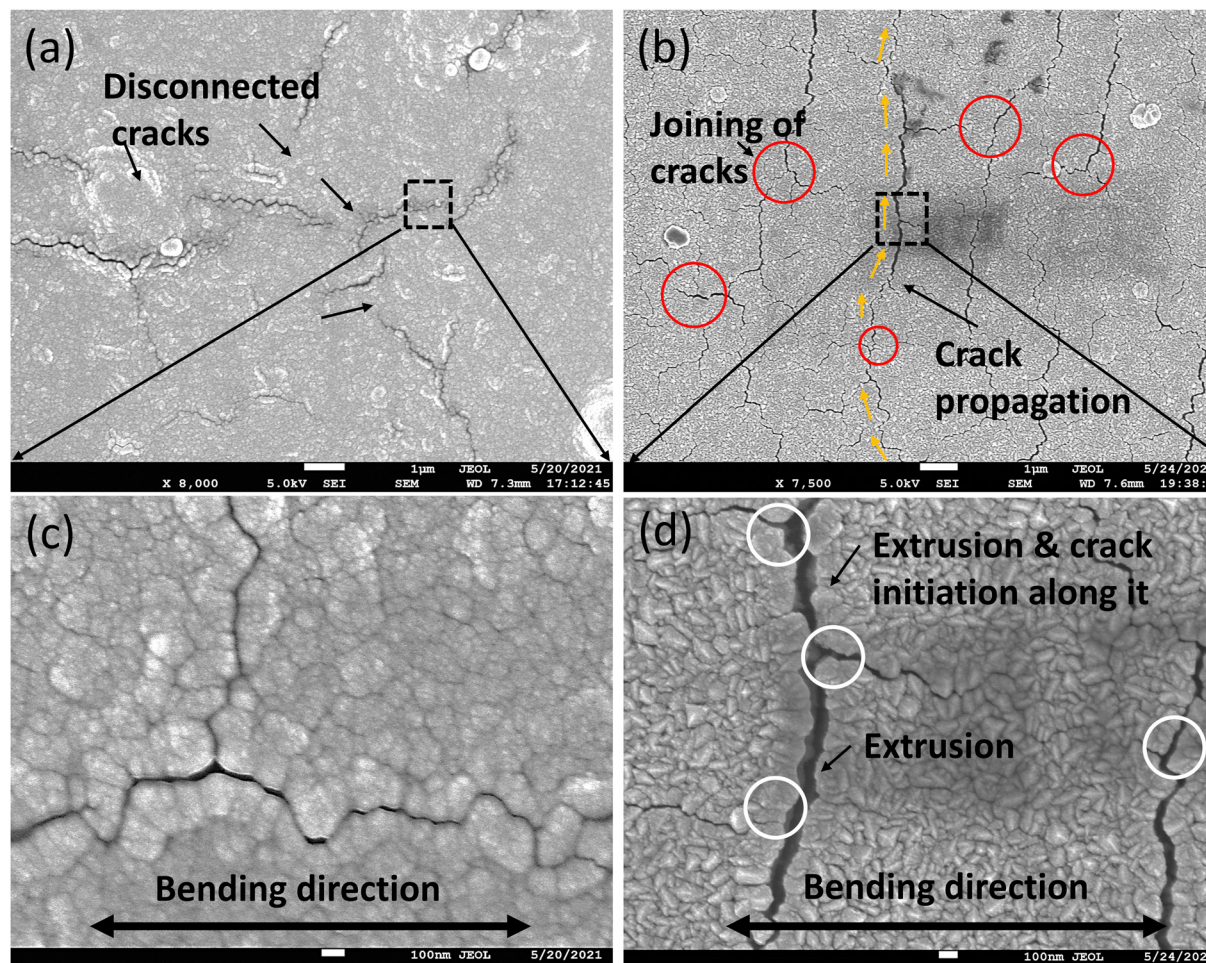 (a)
Disconnected
cracks
1μm JEOL 5/20/2021
X 8,000 5.0kV SEI SEM WD 7.3mm 17:12:45
(b)
Joining of
cracks
Crack
propagation
1μm JEOL 5/24/202
X 7,500 5.0kV SEI SEM WD 7.6mm 19:38:
(c)
Bending direction
100nm JEOL 5/20/2021
(d)
Extrusion & crack
initiation along it
Extrusion
Bending direction
100nm JEOL 5/24/202